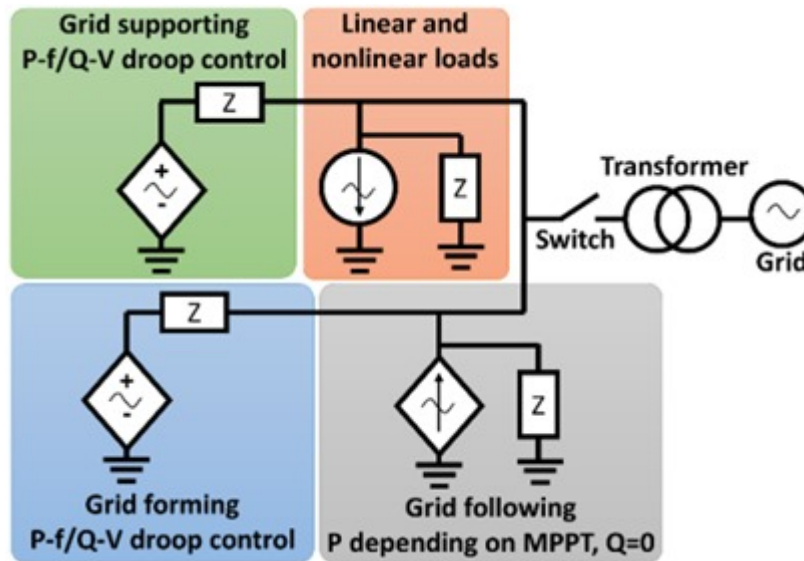 Grid supporting
P-f/Q-V droop control
Linear and
nonlinear loads
Z
+
-
Z
Transformer
Switch
Grid
Z
+
-
Z
Grid forming
P-f/Q-V droop control
Grid following
P depending on MPPT, Q=0